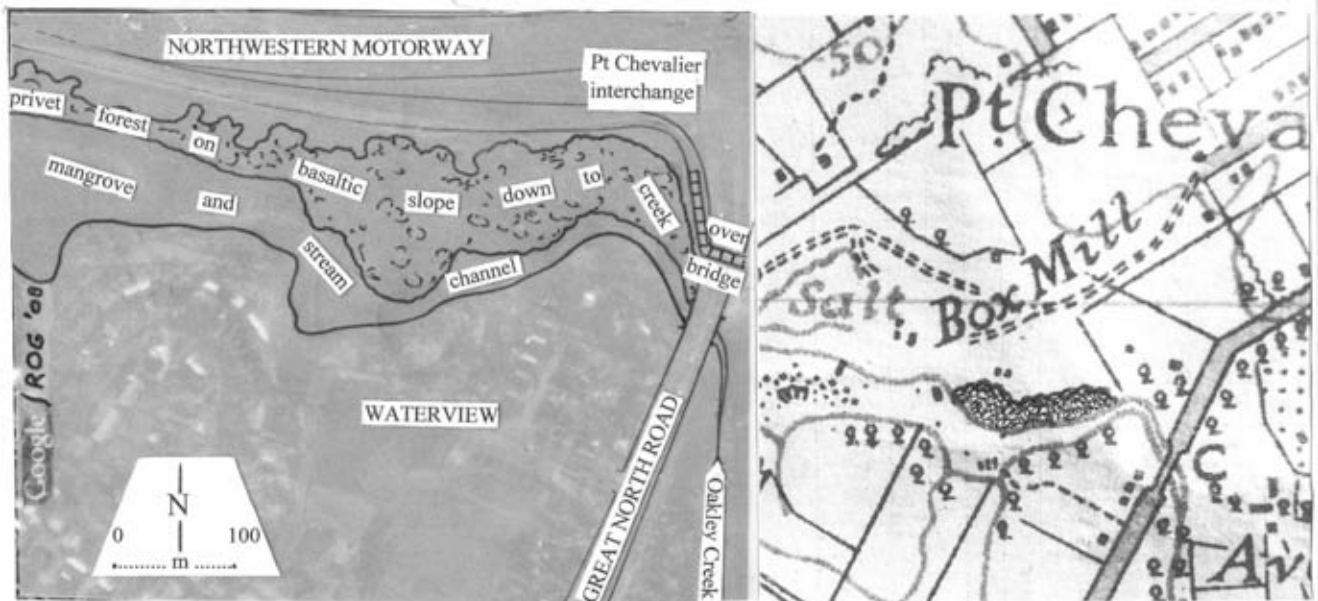 NORTHWESTERN MOTORWAY
Pt Chevalier
interchange
privet forest on basaltic slope down to creek
mangrove and stream channel
over
bridge
WATERVIEW
GREAT NORTH ROAD
Oakley Creek
ROG '08
Google
N
0 100
m
50
Pt Cheva
Box Mill
Salt
C
Av